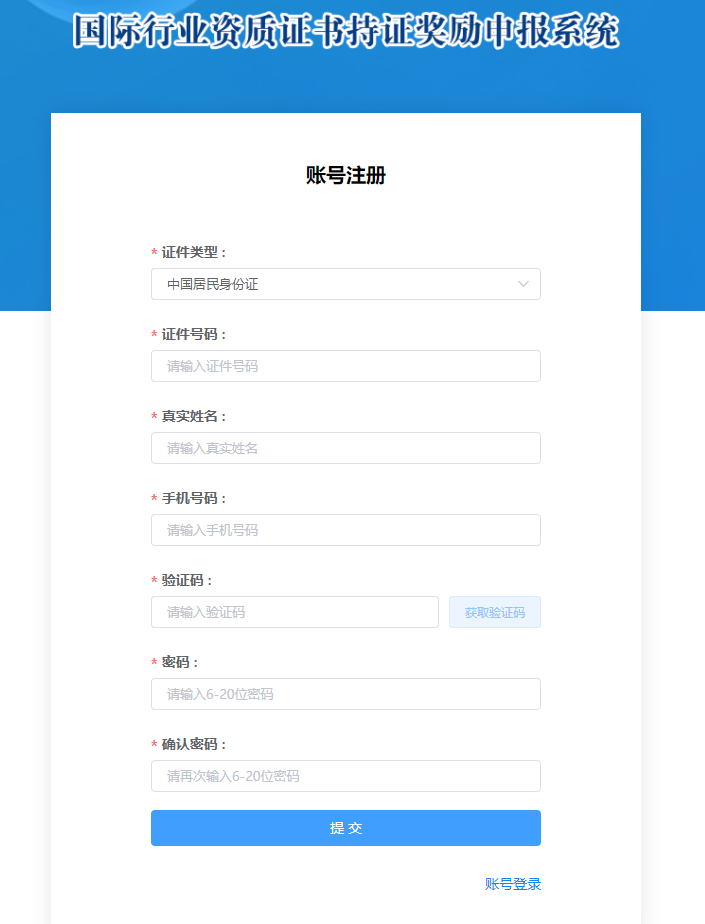 国际行业资质证书持证奖励申报系统
账号注册
* 证件类型 :
中国居民身份证
* 证件号码 :
请输入证件号码
* 真实姓名 :
请输入真实姓名
* 手机号码 :
请输入手机号码
* 验证码 :
请输入验证码 获取验证码
* 密码 :
请输入6-20位密码
* 确认密码 :
请再次输入6-20位密码
提 交
账号登录